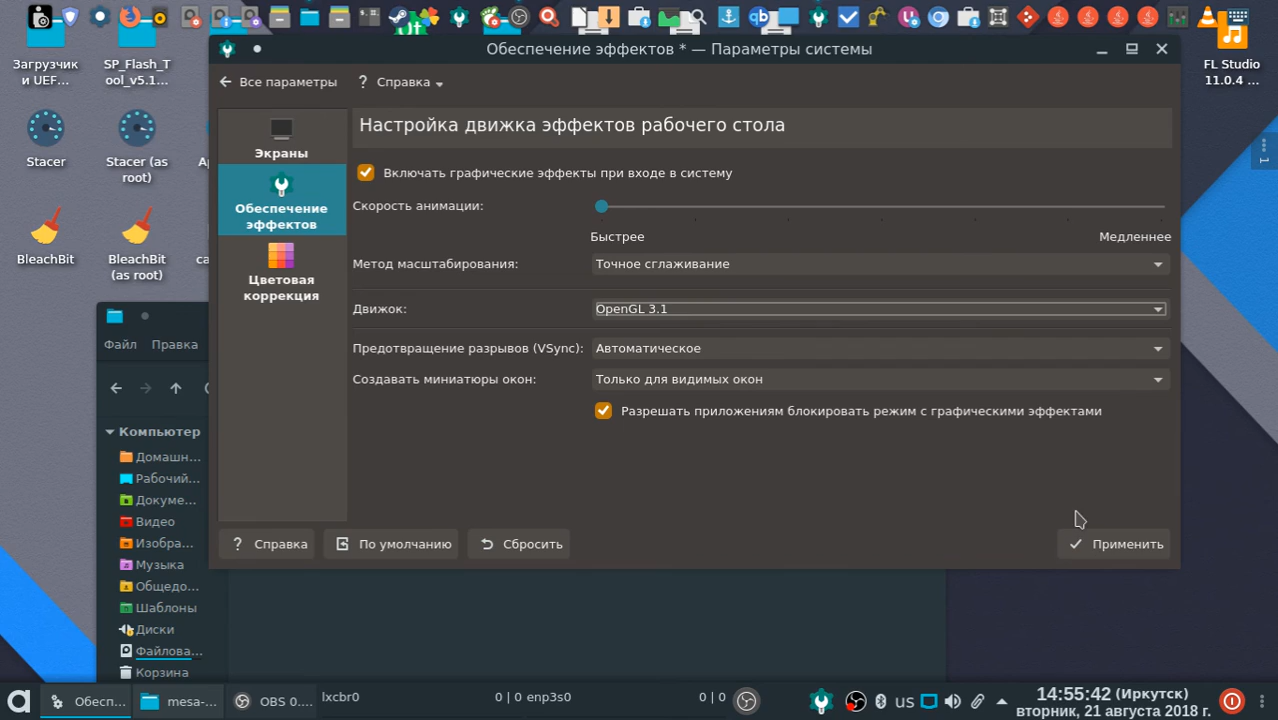 Обеспечение эффектов * — Параметры системы
Загрузчик
и UEF...
SP_Flash_T
ool_v5.1...
FL Studio
11.0.4 ...
Все параметры
? Справка
Stacer
Stacer (as
root)
BleachBit
BleachBit
(as root)
Экраны
Обеспечение
эффектов
Цветовая
коррекция
Настройка движка эффектов рабочего стола
Включать графические эффекты при входе в систему
Скорость анимации:
Быстрее
Медленнее
Метод масштабирования:
Точное сглаживание
Движок:
OpenGL 3.1
Предотвращение разрывов (VSync):
Автоматическое
Создавать миниатюры окон:
Только для видимых окон
Разрешать приложениям блокировать режим с графическими эффектами
? Справка
По умолчанию
Сбросить
Применить
1
Файл
Правка
Компьютер
Домашн...
Рабочий...
Докуме...
Видео
Изобра...
Музыка
Общедо...
Шаблоны
Диски
Файлова...
Корзина
Обесп...
mesa-...
OBS 0....
lxcbr0
0 | 0 enp3s0
0 | 0
us
14:55:42 (Иркутск)
вторник, 21 августа 2018 г.